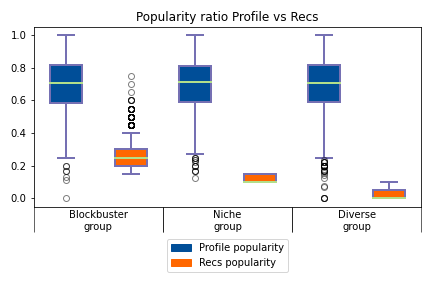 Popularity ratio Profile vs Recs
1.0
0.8
0.6
0.4
0.2
0.0
Blockbuster
group
Niche
group
Diverse
group
Profile popularity
Recs popularity